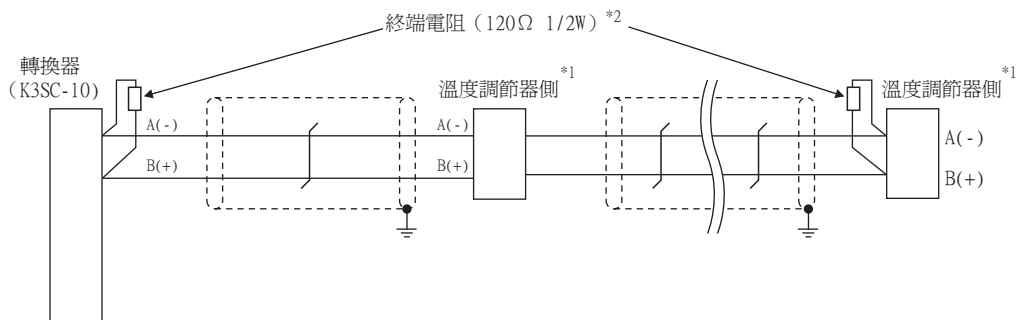 終端電阻（120Ω 1/2W）*2
轉換器
（K3SC-10）
溫度調節器側*1
溫度調節器側*1
A(-)
A(-)
A(-)
B(+)
B(+)
B(+)